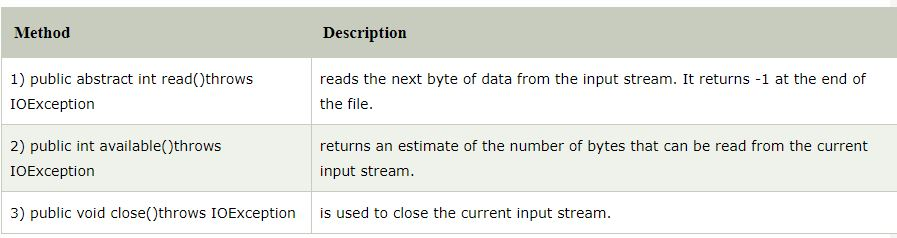 Method Description
1) public abstract int read()throws reads the next byte of data from the input stream. It returns -1 at the end of
IOException the file.
2) public int available()throws returns an estimate of the number of bytes that can be read from the current
IOException input stream.
3) public void close()throws IOException is used to close the current input stream.